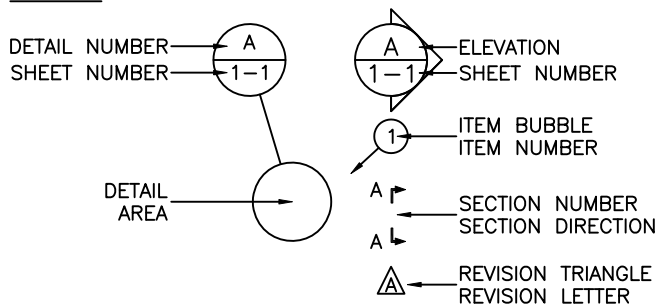 DETAIL NUMBER
SHEET NUMBER
A
1-1
DETAIL
AREA
A
1-1
ELEVATION
SHEET NUMBER
1
ITEM BUBBLE
ITEM NUMBER
A
A
SECTION NUMBER
SECTION DIRECTION
A
REVISION TRIANGLE
REVISION LETTER